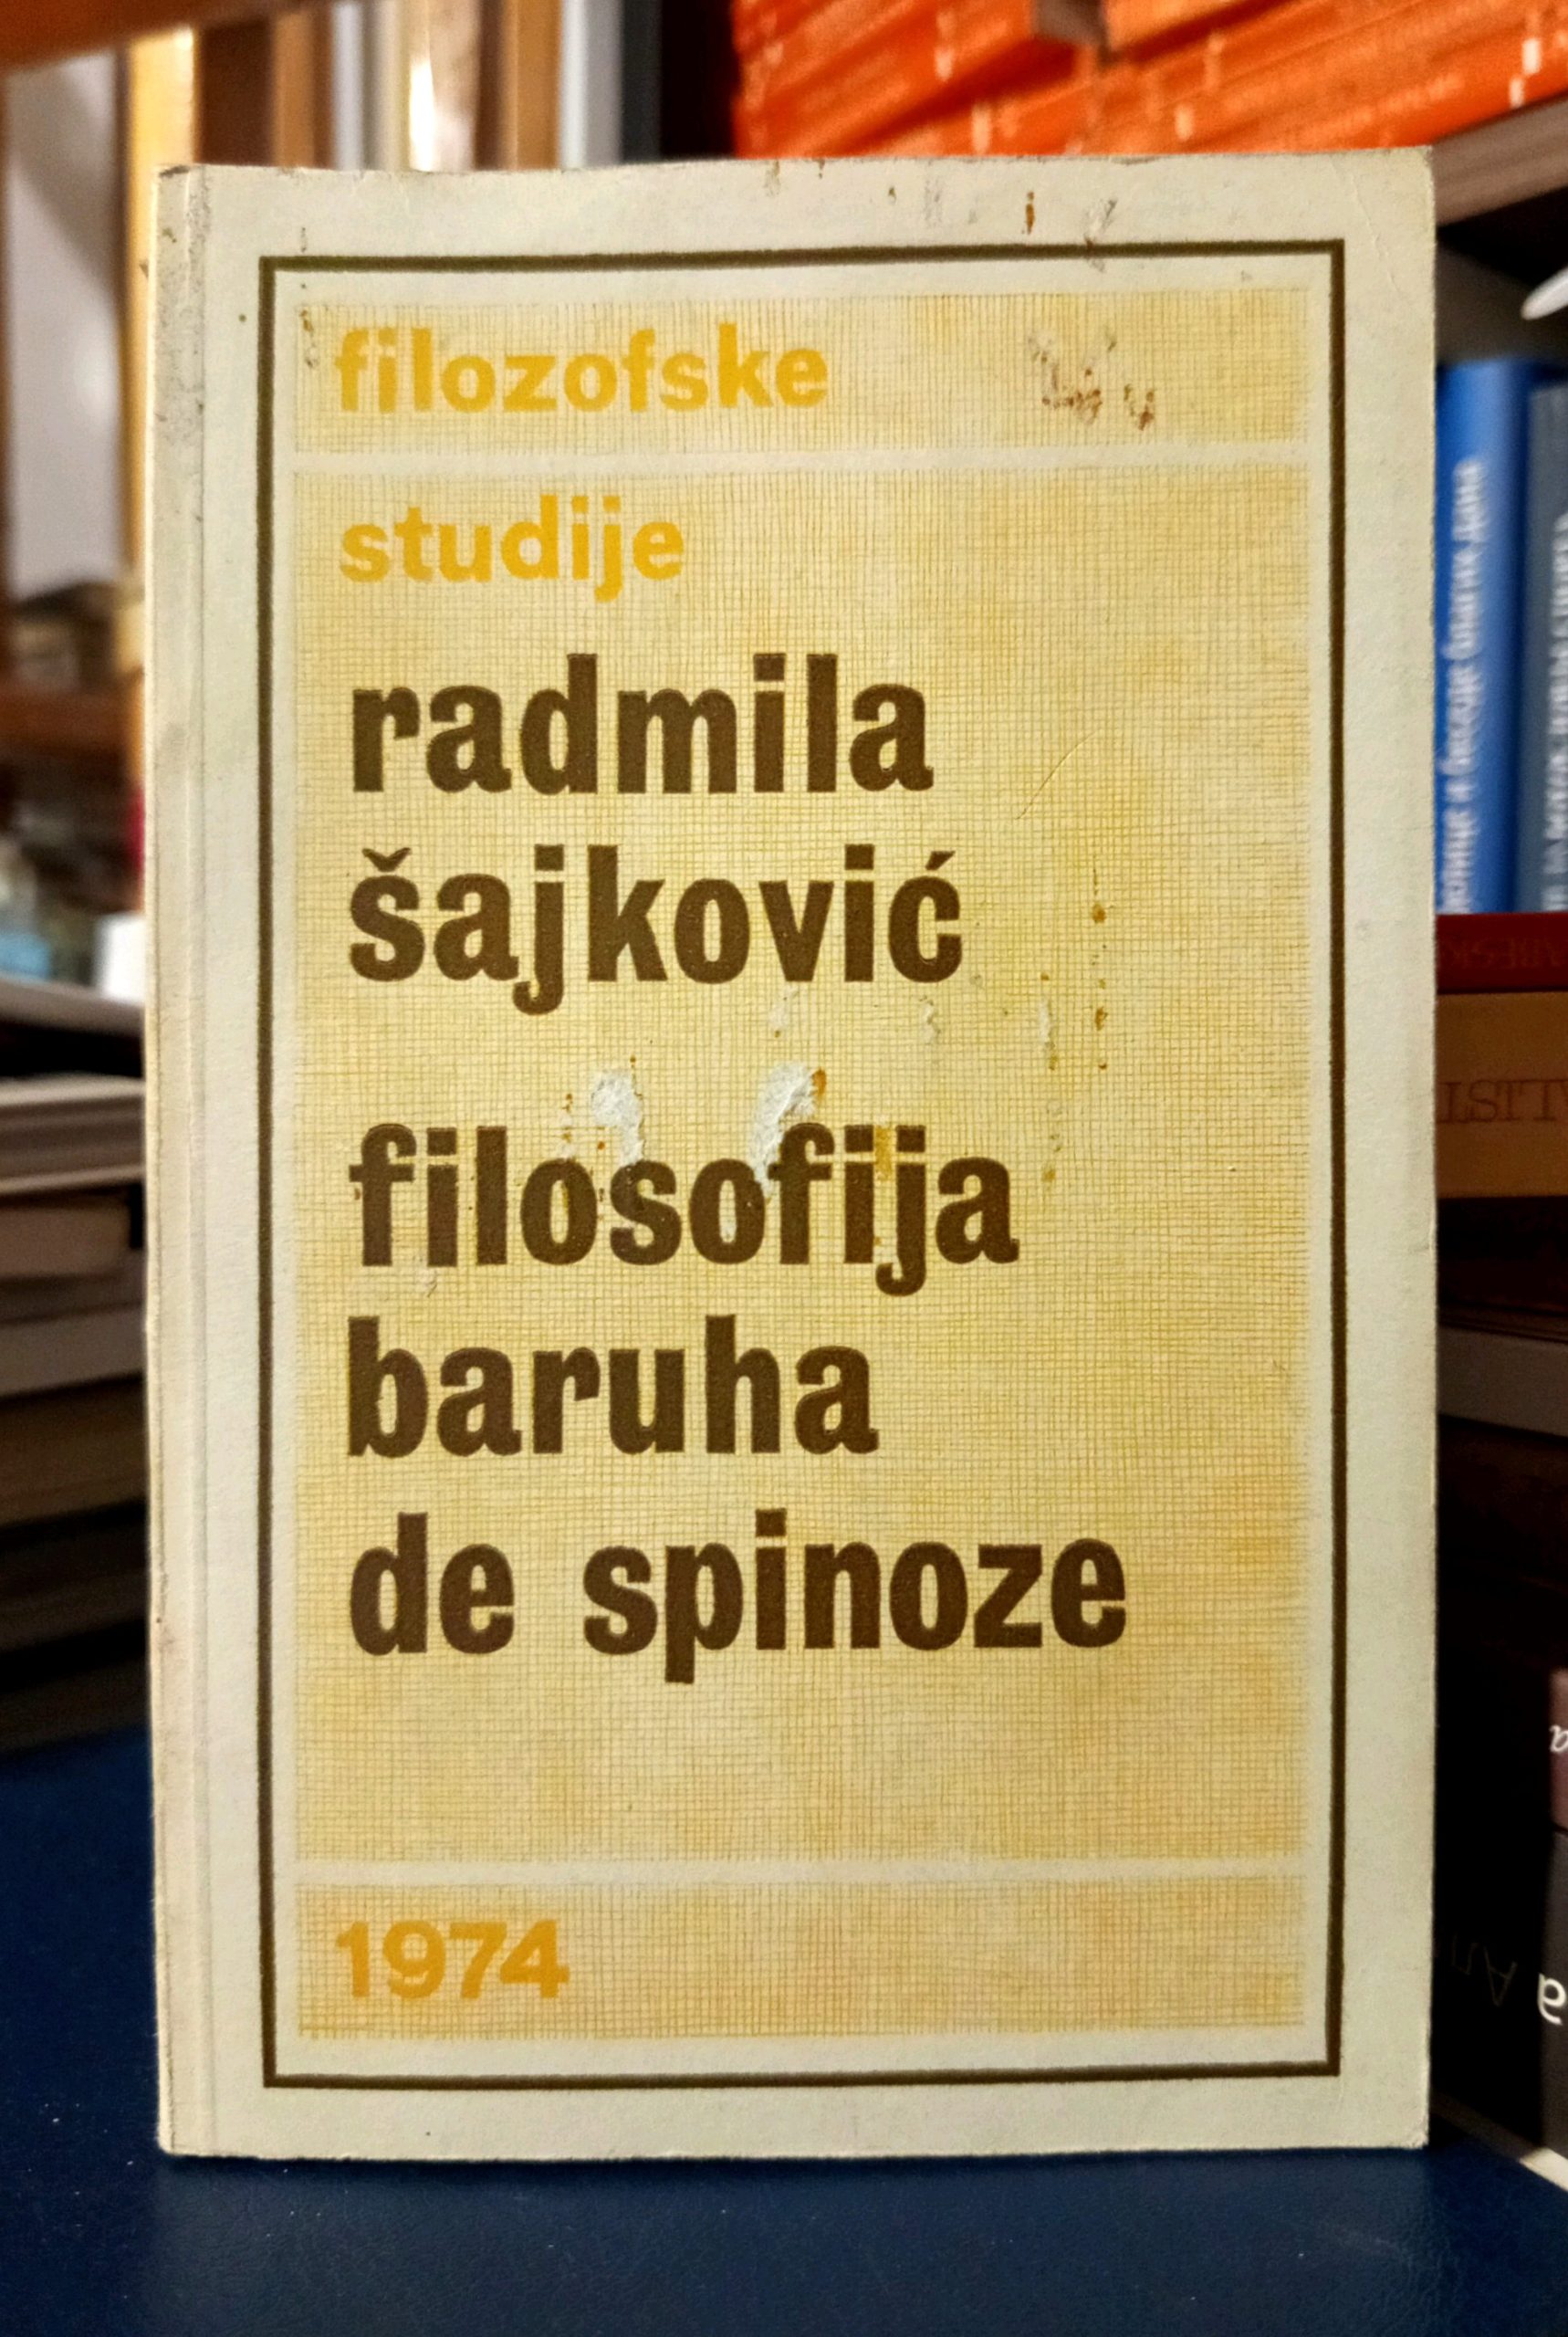 filozofske
studije
radmila
šajković
filosofija
baruha
de spinoze
1974